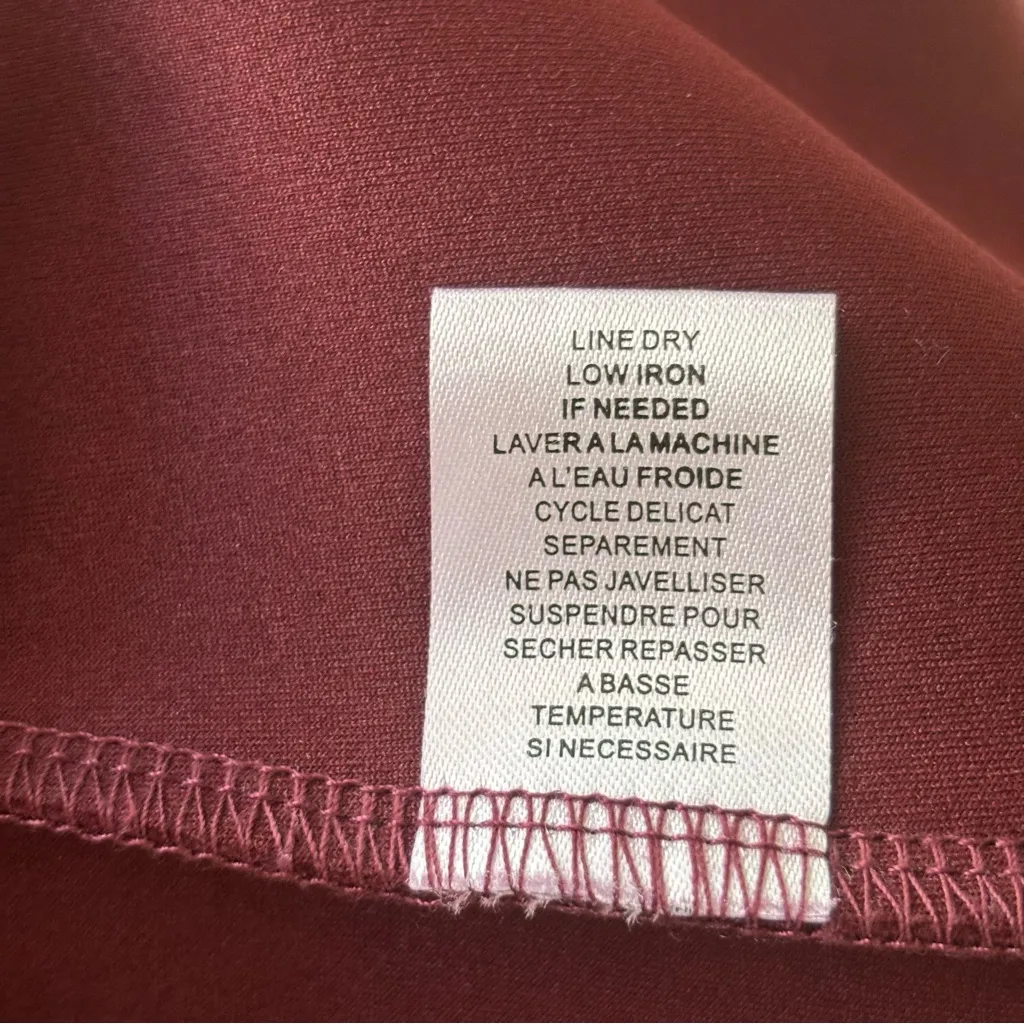 LINE DRY
LOW IRON
IF NEEDED
LAVER A LA MACHINE
A L'EAU FROIDE
CYCLE DELICAT
SEPAREMENT
NE PAS JAVELLISER
SUSPENDRE POUR
SECHER REPASSER
A BASSE
TEMPERATURE
SI NECESSAIRE